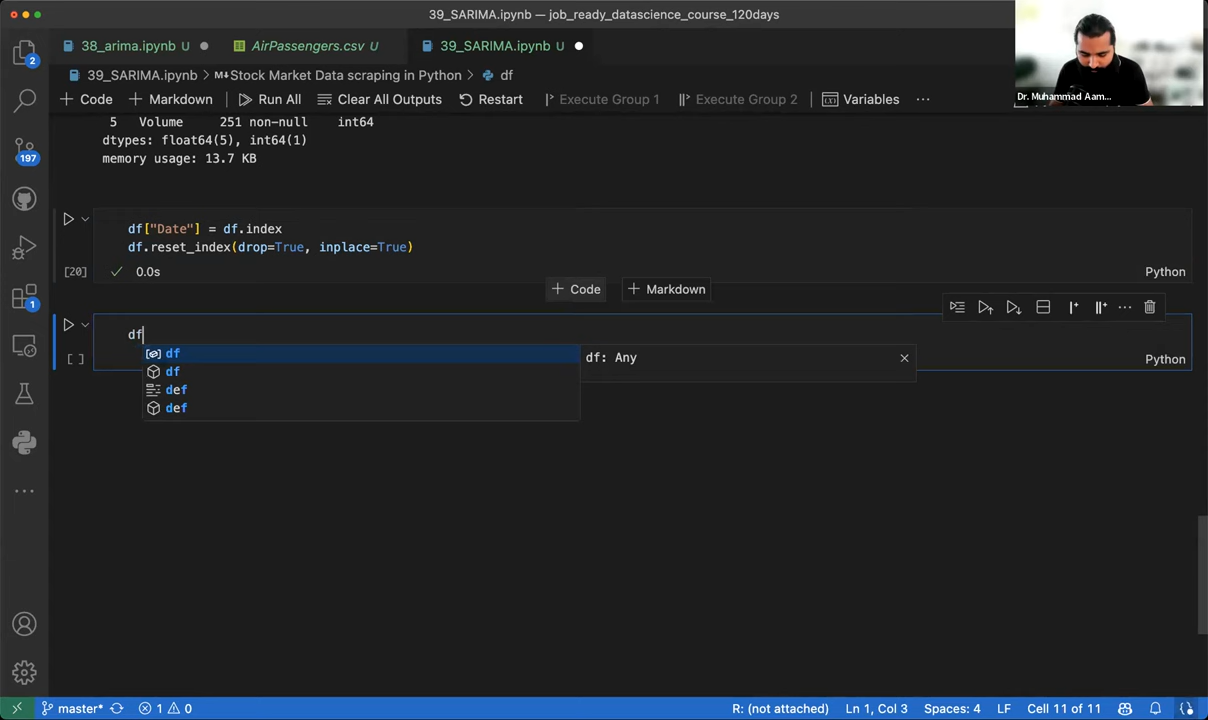 39_SARIMA.ipynb — job_ready_datascience_course_120days
38_arima.ipynb U
AirPassengers.csv U
39_SARIMA.ipynb U
39_SARIMA.ipynb > M↓Stock Market Data scraping in Python > df
+ Code + Markdown Run All Clear All Outputs Restart Execute Group 1 Execute Group 2 Variables ...
5 Volume 251 non-null int64
dtypes: float64(5), int64(1)
memory usage: 13.7 KB
df["Date"] = df.index
df.reset_index(drop=True, inplace=True)
[20] ✓ 0.0s Python
+ Code + Markdown
df
[ ] Python
df
df: Any
df
def
def
2
197
1
Dr. Muhammad Aam...
master* 1 0 R: (not attached) Ln 1, Col 3 Spaces: 4 LF Cell 11 of 11